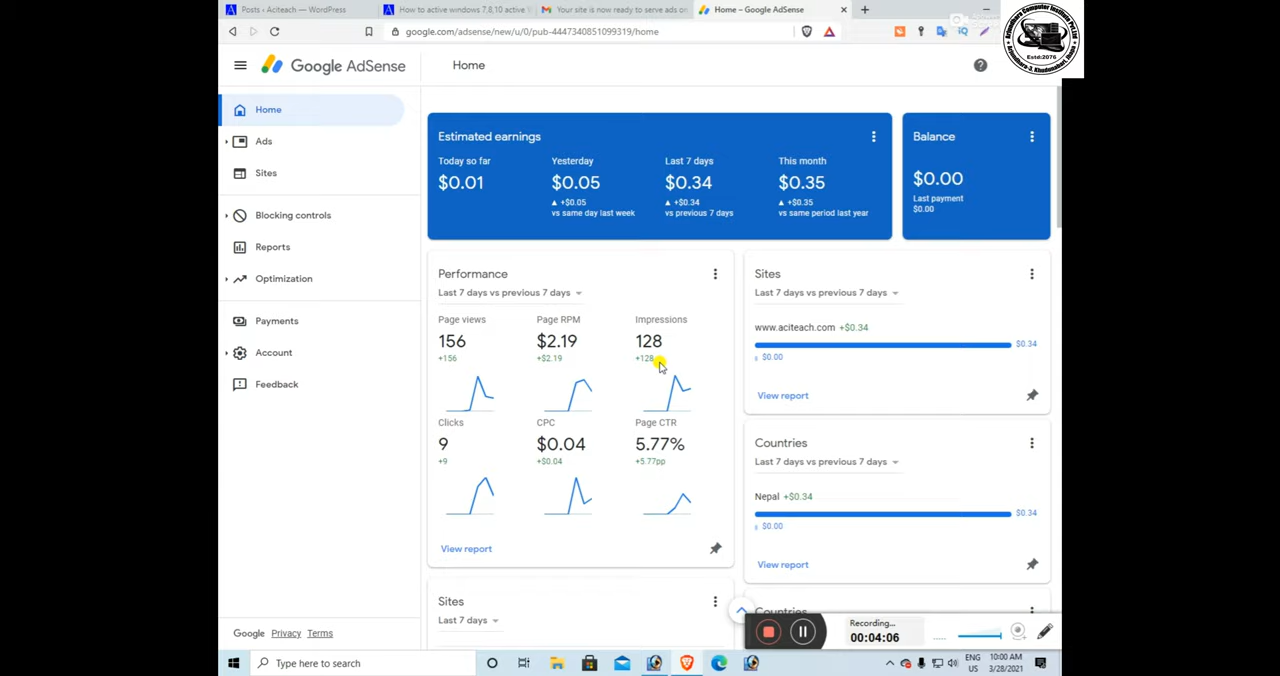 Posts ‹ Aciteach — WordPress
How to active windows 7,8,10 active
Your site is now ready to serve ads on
Home – Google AdSense
google.com/adsense/new/u/0/pub-4447340851099319/home
Google AdSense
Home
Home
Ads
Sites
Blocking controls
Reports
Optimization
Payments
Account
Feedback
Google Privacy Terms
Estimated earnings
Today so far
$0.01
Yesterday
$0.05
+$0.05
vs same day last week
Last 7 days
$0.34
+$0.34
vs previous 7 days
This month
$0.35
+$0.35
vs same period last year
Balance
$0.00
Last payment
$0.00
Performance
Last 7 days vs previous 7 days
Page views
156
+156
Page RPM
$2.19
+$2.19
Impressions
128
+128
Clicks
9
+9
CPC
$0.04
+$0.04
Page CTR
5.77%
+5.77pp
View report
Sites
Last 7 days vs previous 7 days
www.aciteach.com +$0.34
$0.34
$0.00
View report
Countries
Last 7 days vs previous 7 days
Nepal +$0.34
$0.34
$0.00
View report
Sites
Last 7 days
Countries
Recording...
00:04:06
Type here to search
ENG
US
10:00 AM
3/28/2021
Estd:2076